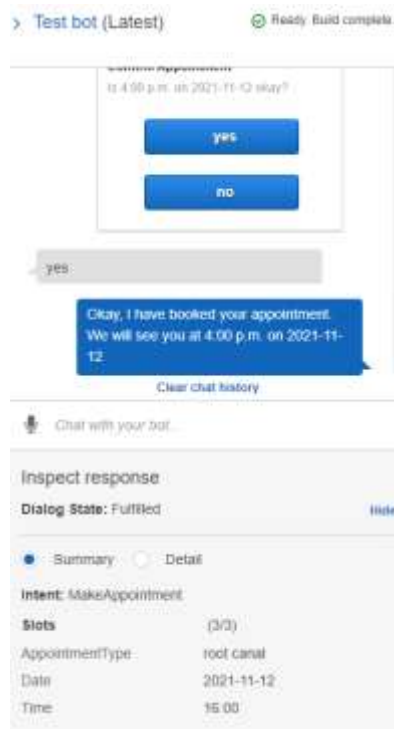 > Test bot (Latest)
Ready. Build complete.
Confirm Appointment
Is 4:00 p.m. on 2021-11-12 okay?
yes
no
yes
Okay, I have booked your appointment.
We will see you at 4:00 p.m. on 2021-11-
12
Clear chat history
Chat with your bot...
Inspect response
Dialog State: Fulfilled
Hide
Summary
Detail
Intent: MakeAppointment
Slots (3/3)
AppointmentType root canal
Date 2021-11-12
Time 16:00